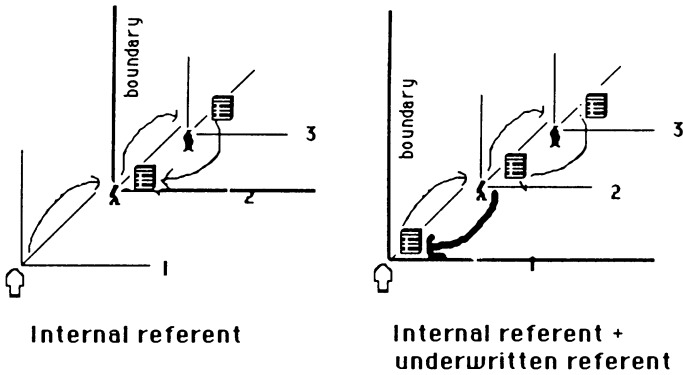 boundary
3
2
1
Internal referent
boundary
3
2
1
Internal referent +
underwritten referent